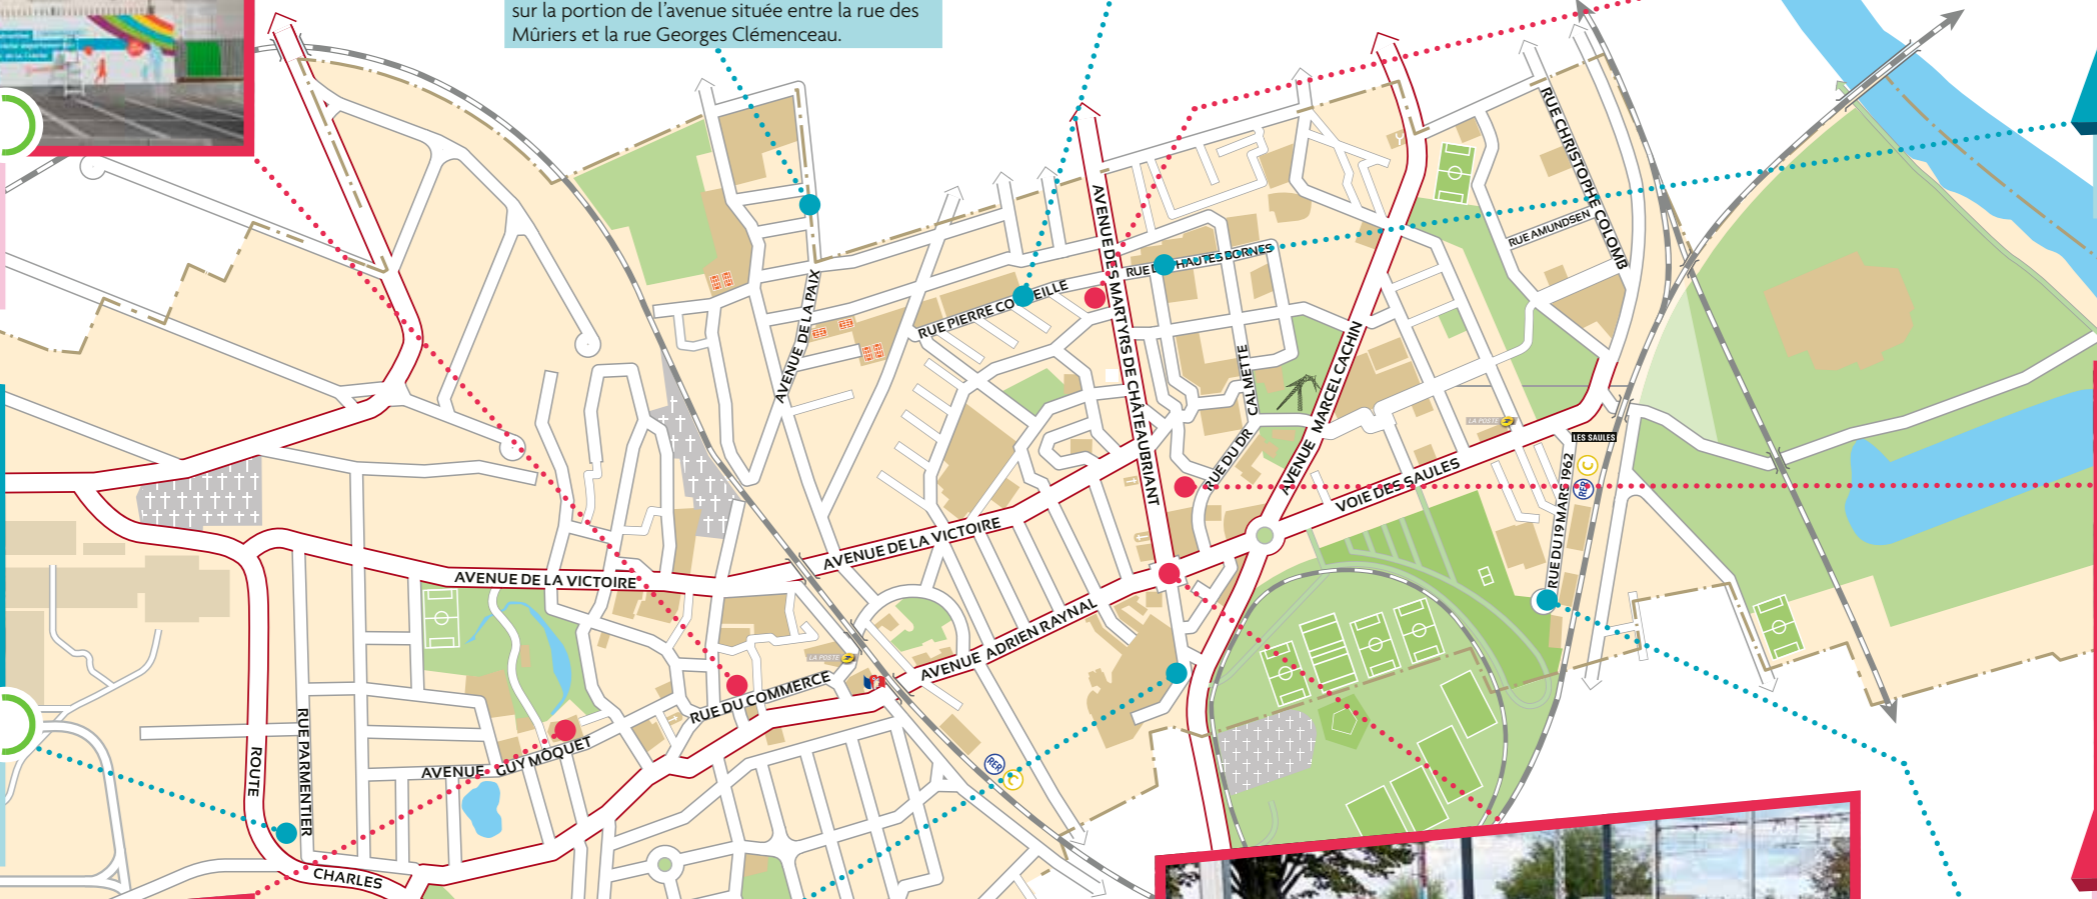 sur la portion de l'avenue située entre la rue des
Mûriers et la rue Georges Clémenceau.
RUE CHRISTOPHE COLOMB
RUE AMUNDSEN
AVENUE DES MARTYRS DE CHÂTEAUBRIANT
HAUTES BORNES
AVENUE DE LA PAIX
RUE PIERRE
AVENUE MARCEL CACHIN
RUE DU DR CALMETTE
LA POSTE
LES SAULES
C
RER
VOIE DES SAULES
RUE DU 19 MARS 1962
AVENUE DE LA VICTOIRE
AVENUE DE LA VICTOIRE
AVENUE ADRIEN RAYNAL
LA POSTE
RUE DU COMMERCE
AVENUE GUY MÔQUET
ROUTE
RUE PARMENTIER
RER
C
CHARLES